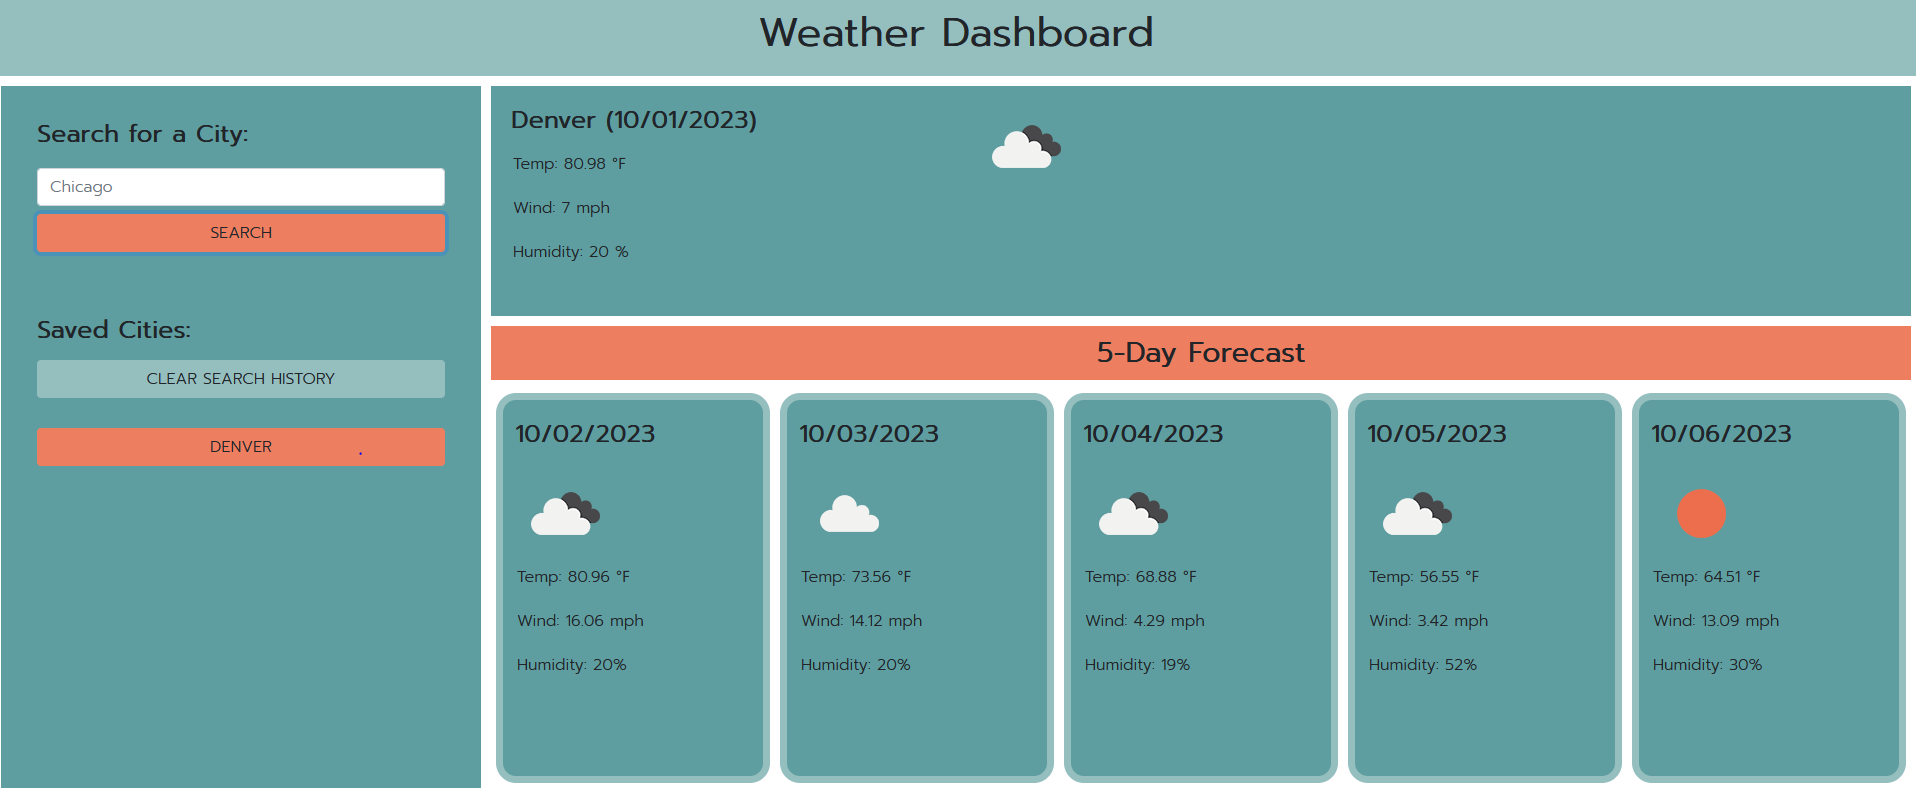 Weather Dashboard
Search for a City:
Chicago
SEARCH
Saved Cities:
CLEAR SEARCH HISTORY
DENVER
Denver (10/01/2023)
Temp: 80.98 °F
Wind: 7 mph
Humidity: 20 %
5-Day Forecast
10/02/2023
Temp: 80.96 °F
Wind: 16.06 mph
Humidity: 20%
10/03/2023
Temp: 73.56 °F
Wind: 14.12 mph
Humidity: 20%
10/04/2023
Temp: 68.88 °F
Wind: 4.29 mph
Humidity: 19%
10/05/2023
Temp: 56.55 °F
Wind: 3.42 mph
Humidity: 52%
10/06/2023
Temp: 64.51 °F
Wind: 13.09 mph
Humidity: 30%